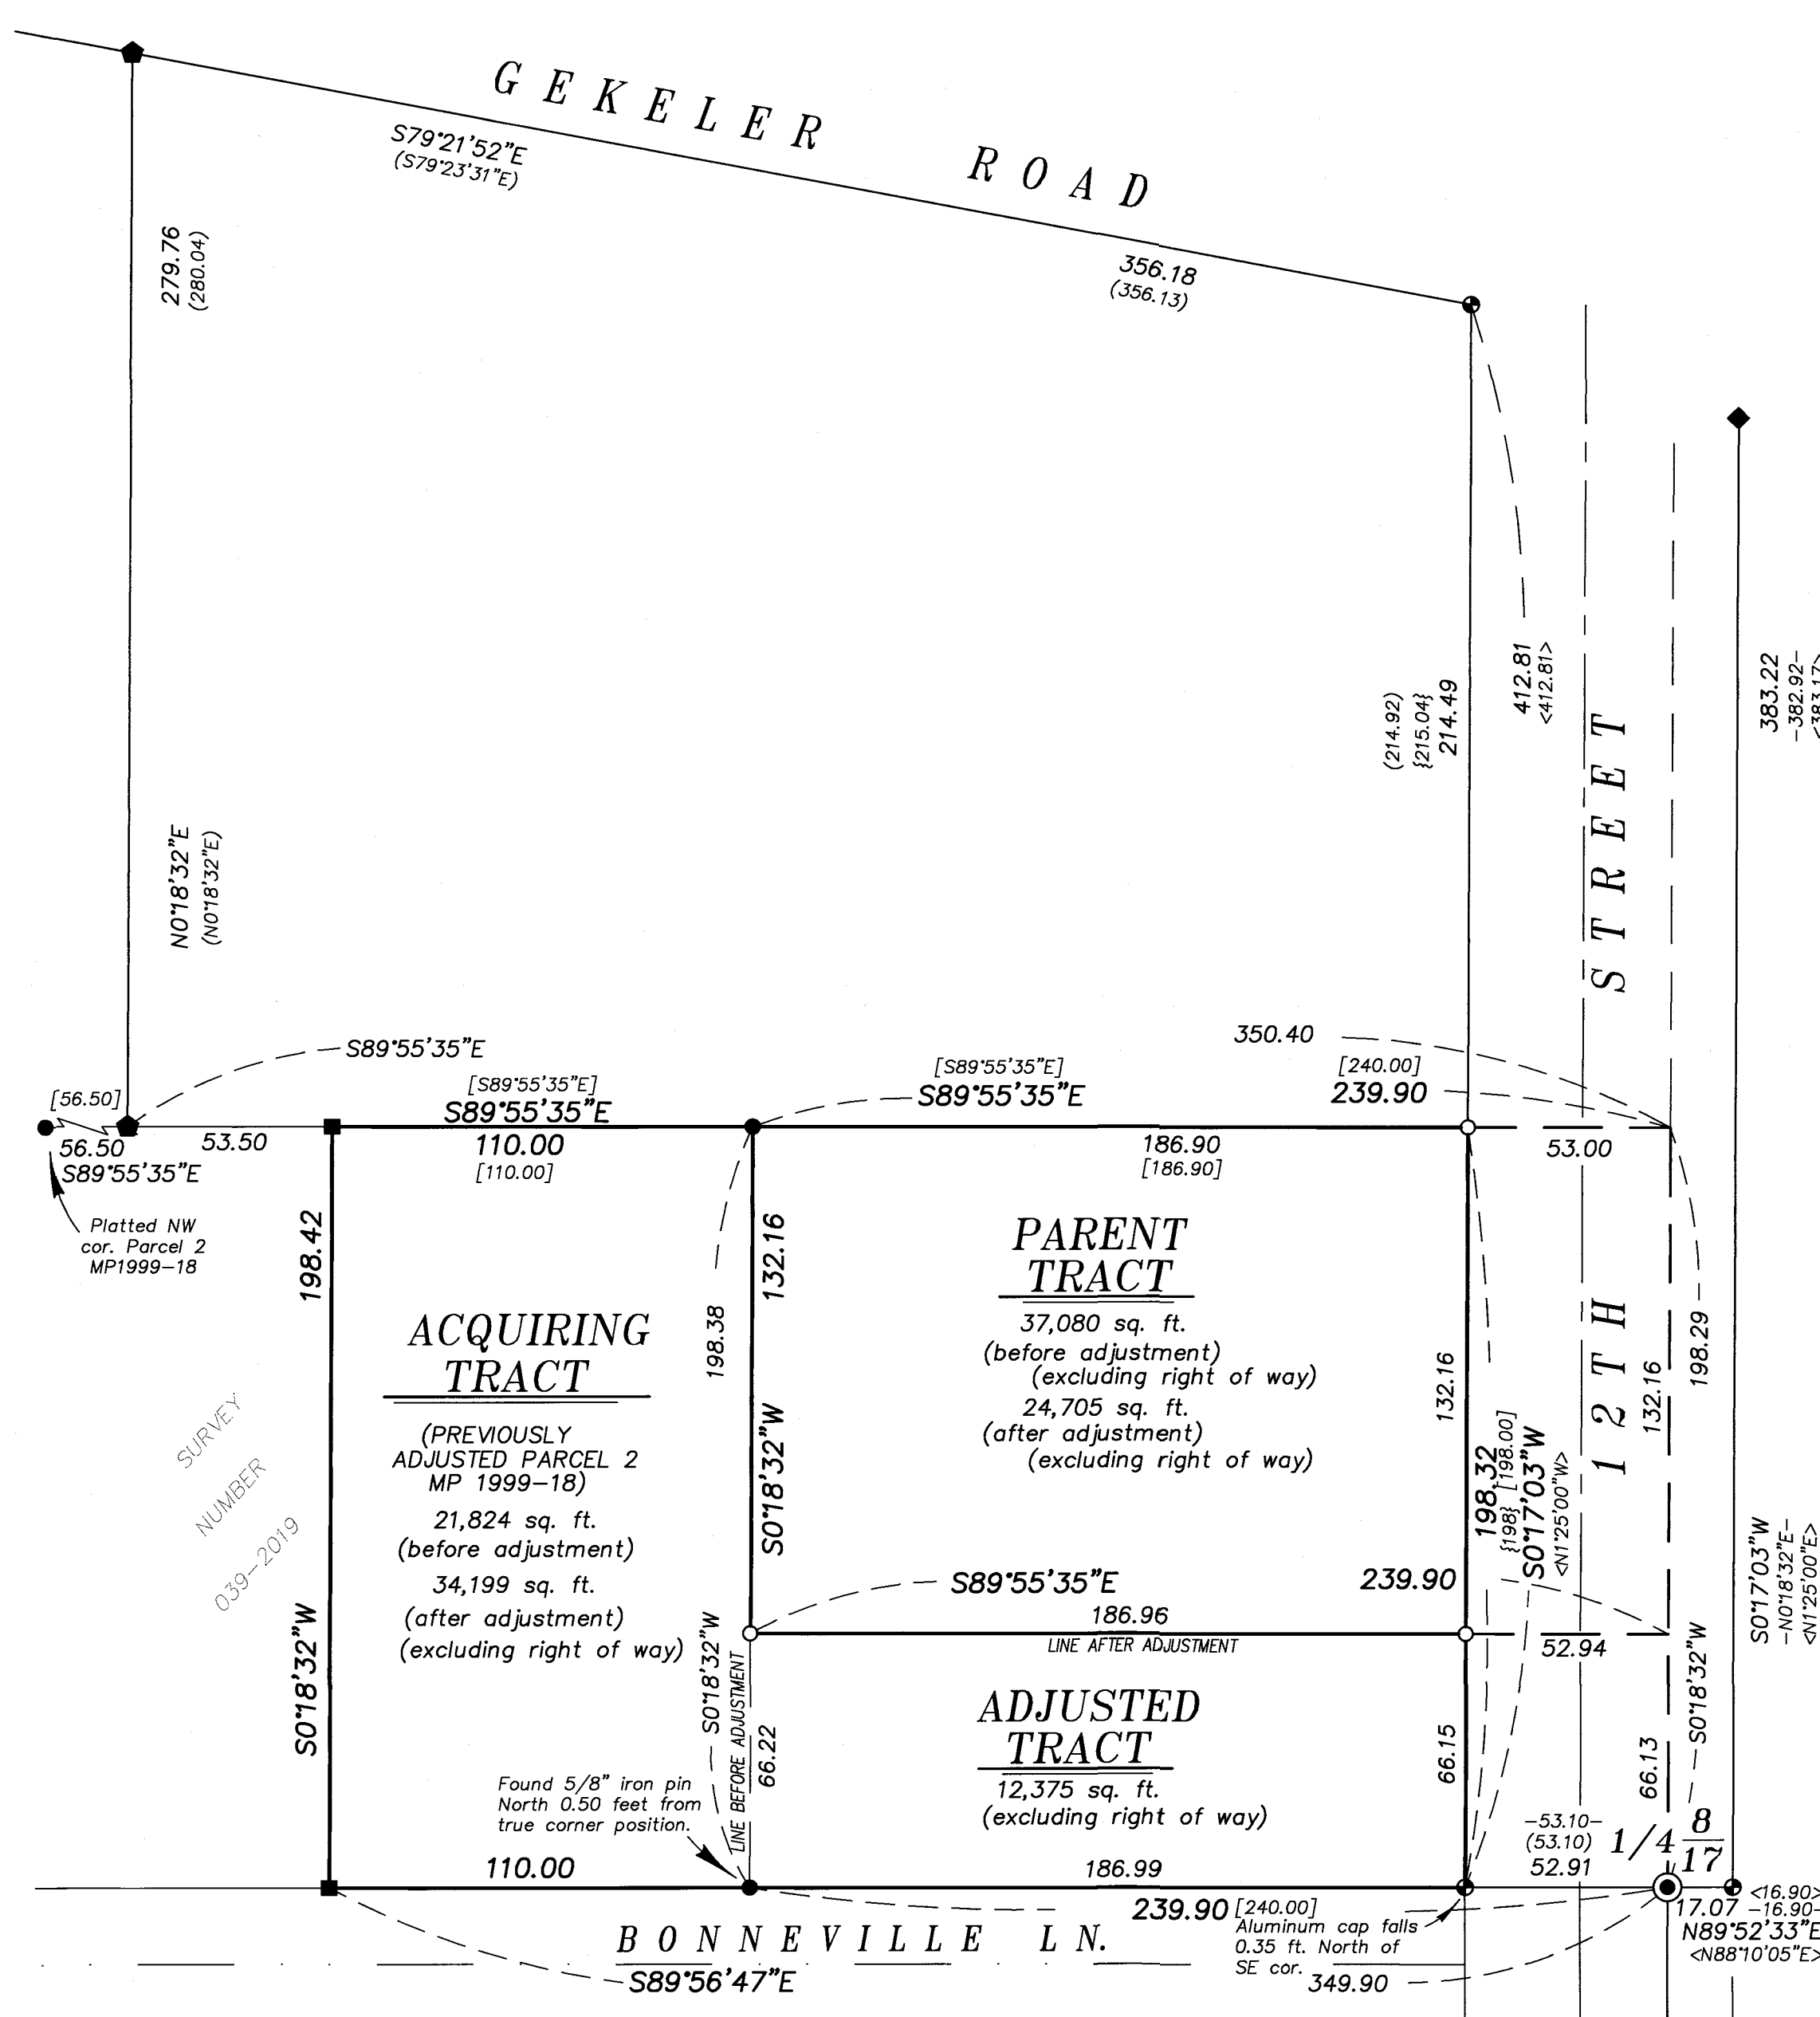 GEKELER ROAD
S79°21'52"E
(S79°23'31"E)
356.18
(356.13)
279.76
(280.04)
N0°18'32"E
(N0°18'32"E)
(214.92)
{215.04}
214.49
412.81
<412.81>
383.22
-382.92-
<383.17>
12TH STREET
S89°55'35"E
[56.50]
56.50
S89°55'35"E
53.50
Platted NW
cor. Parcel 2
MP1999-18
[S89°55'35"E]
S89°55'35"E
110.00
[110.00]
[S89°55'35"E]
S89°55'35"E
186.90
[186.90]
350.40
[240.00]
239.90
53.00
198.42
S0°18'32"W
198.38
132.16
S0°18'32"W
ACQUIRING
TRACT
(PREVIOUSLY
ADJUSTED PARCEL 2
MP 1999-18)
21,824 sq. ft.
(before adjustment)
34,199 sq. ft.
(after adjustment)
(excluding right of way)
PARENT
TRACT
37,080 sq. ft.
(before adjustment)
(excluding right of way)
24,705 sq. ft.
(after adjustment)
(excluding right of way)
SURVEY
NUMBER
039-2019
132.16
198.32
{198} [198.00]
S0°17'03"W
<N1°25'00"W>
132.16
198.29
S0°17'03"W
-N0°18'32"E-
<N1°25'00"E>
S89°55'35"E
239.90
186.96
LINE AFTER ADJUSTMENT
52.94
S0°18'32"W
LINE BEFORE ADJUSTMENT
66.22
ADJUSTED
TRACT
12,375 sq. ft.
(excluding right of way)
66.15
66.13
S0°18'32"W
Found 5/8" iron pin
North 0.50 feet from
true corner position.
110.00
186.99
-53.10-
(53.10)
52.91
1/4 8
17
239.90 [240.00]
Aluminum cap falls
0.35 ft. North of
SE cor.
349.90
<16.90>
17.07 -16.90-
N89°52'33"E
<N88°10'05"E>
BONNEVILLE LN.
S89°56'47"E